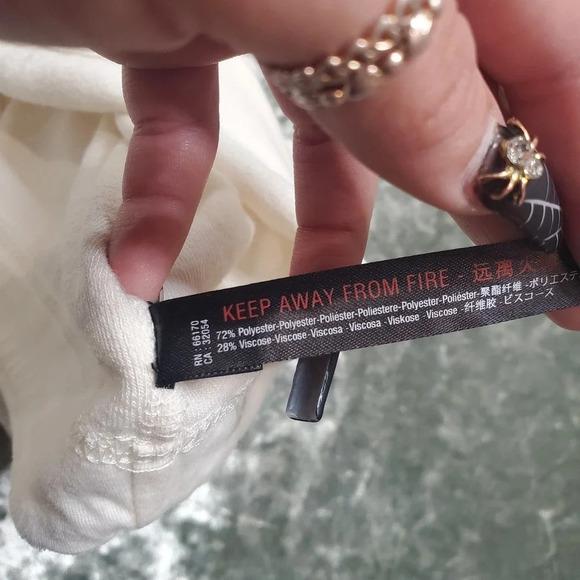 RN : 66170
CA : 32054
KEEP AWAY FROM FIRE - 远离火
72% Polyester-Polyester-Poliéster-Poliestere-Polyester-Poliéster-聚酯纤维-ポリエステ
28% Viscose-Viscose-Viscosa -Viscosa -Viskose -Viscose -纤维胶-ビスコース